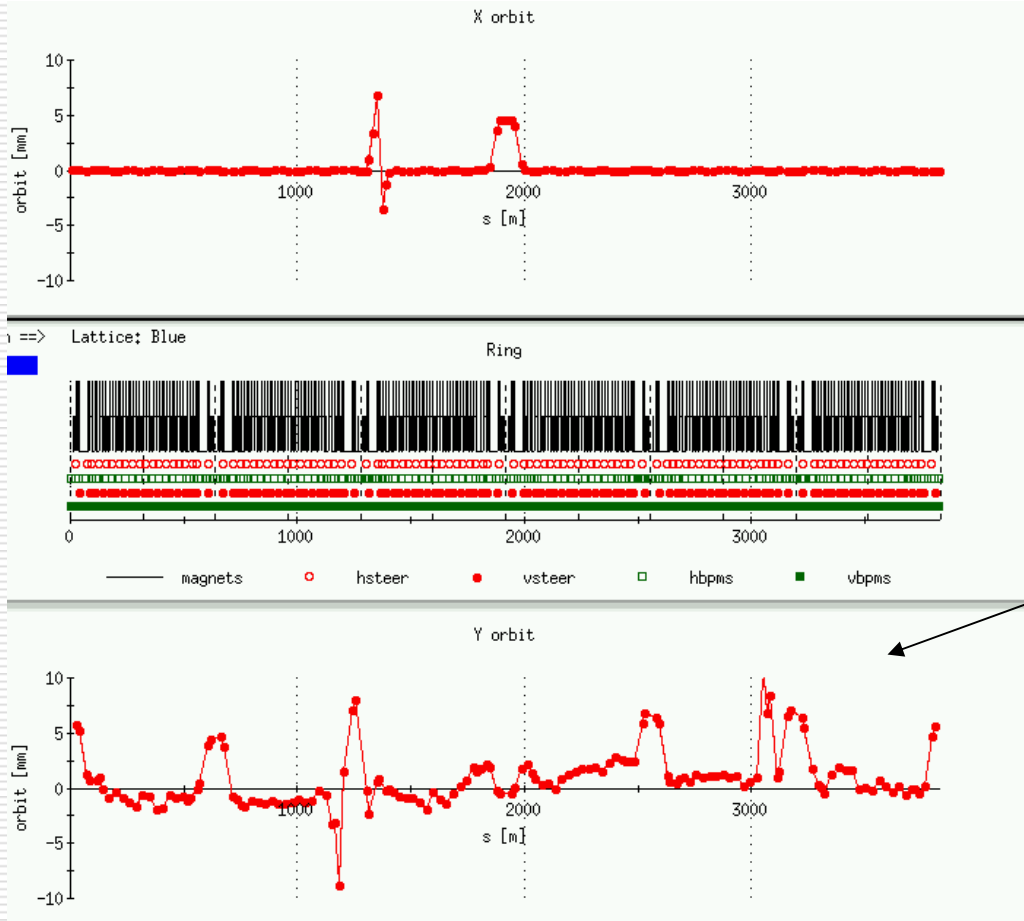 X orbit
10
5
0
-5
-10
orbit [mm]
1000 2000 3000
s [m]
==> Lattice: Blue
Ring
0 1000 2000 3000
magnets hsteer vsteer hbpms vbpms
Y orbit
10
5
0
-5
-10
orbit [mm]
1000 2000 3000
s [m]